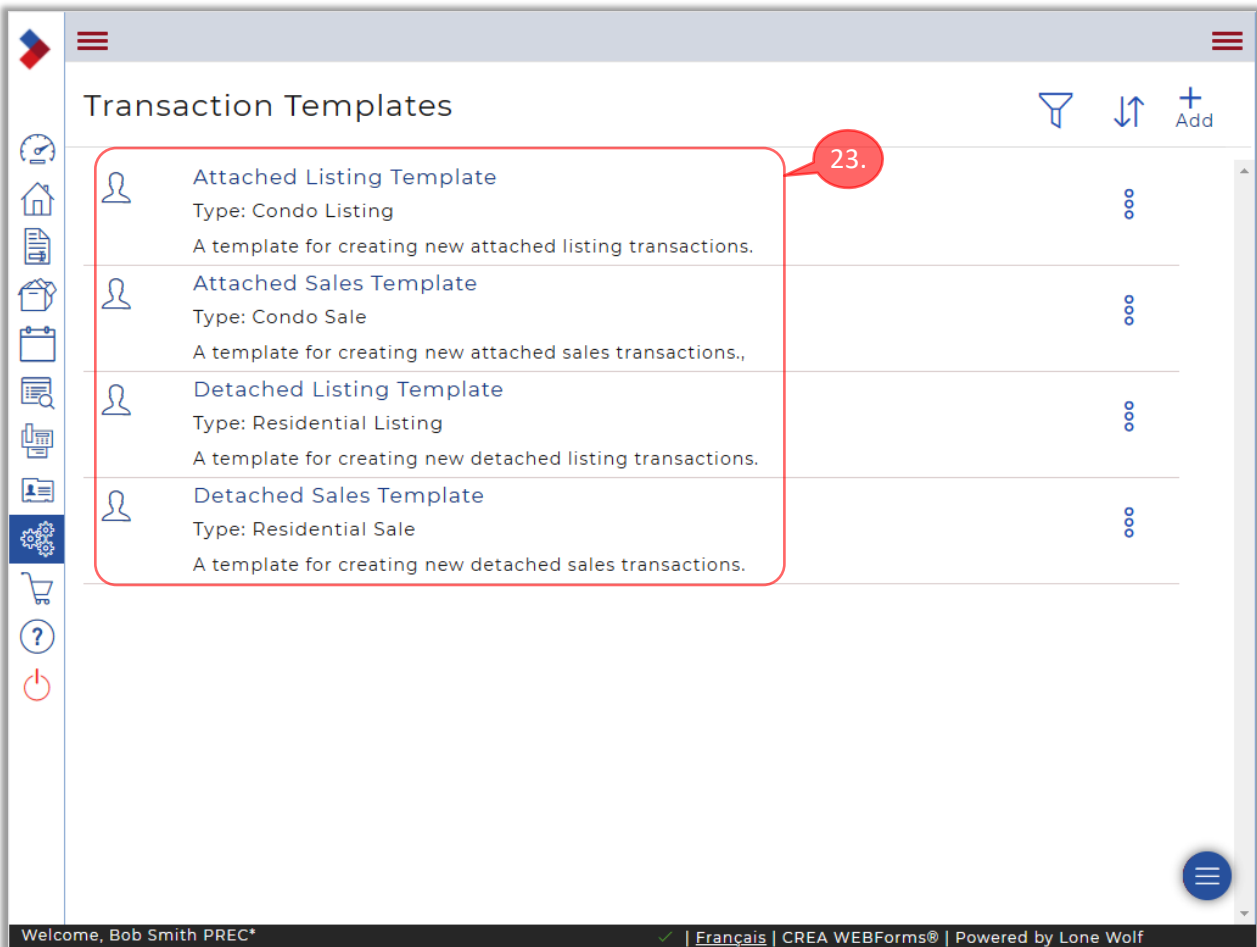 Transaction Templates
Add
23.
Attached Listing Template
Type: Condo Listing
A template for creating new attached listing transactions.
Attached Sales Template
Type: Condo Sale
A template for creating new attached sales transactions.,
Detached Listing Template
Type: Residential Listing
A template for creating new detached listing transactions.
Detached Sales Template
Type: Residential Sale
A template for creating new detached sales transactions.
?
Welcome, Bob Smith PREC* | Français | CREA WEBForms® | Powered by Lone Wolf